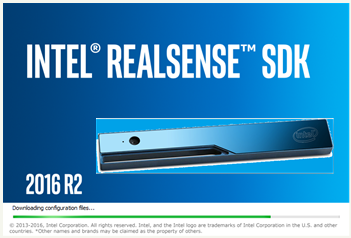 INTEL® REALSENSE™ SDK
intel
2016 R2
Downloading configuration files...
© 2013-2016, Intel Corporation. All rights reserved. Intel, and the Intel logo are trademarks of Intel Corporation in the U.S. and other
countries. *Other names and brands may be claimed as the property of others.